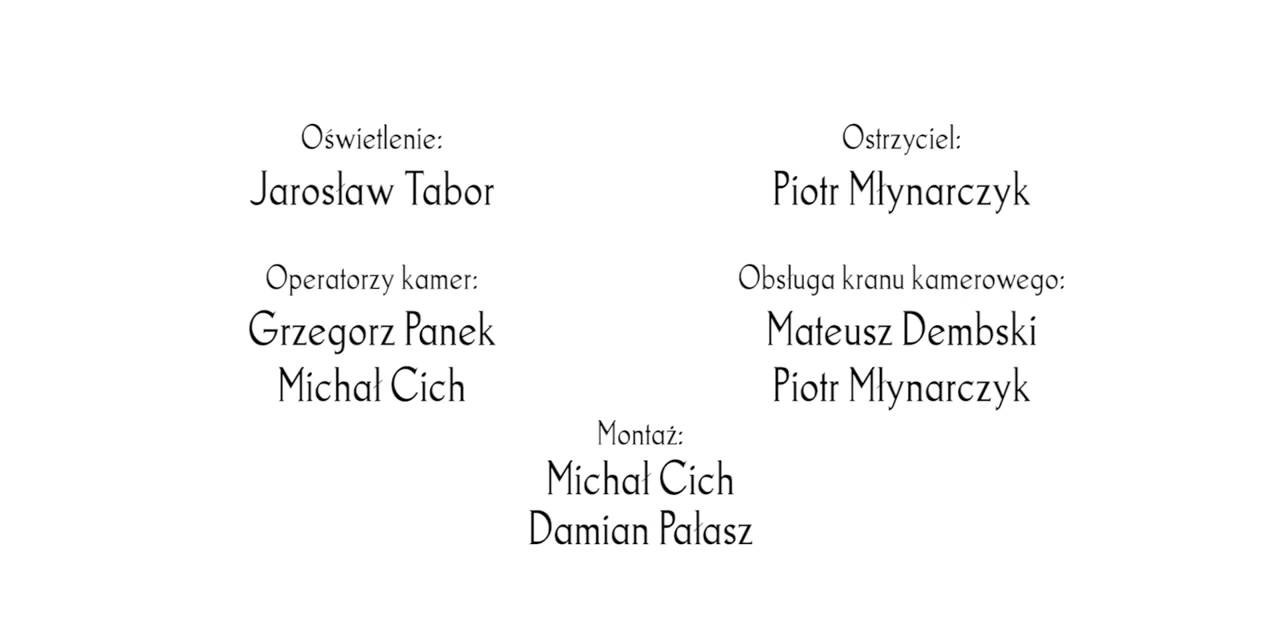 Oświetlenie:
Jarosław Tabor
Ostrzyciel:
Piotr Młynarczyk
Operatorzy kamer:
Grzegorz Panek
Michał Cich
Obsługa kranu kamerowego:
Mateusz Dembski
Piotr Młynarczyk
Montaż:
Michał Cich
Damian Pałasz